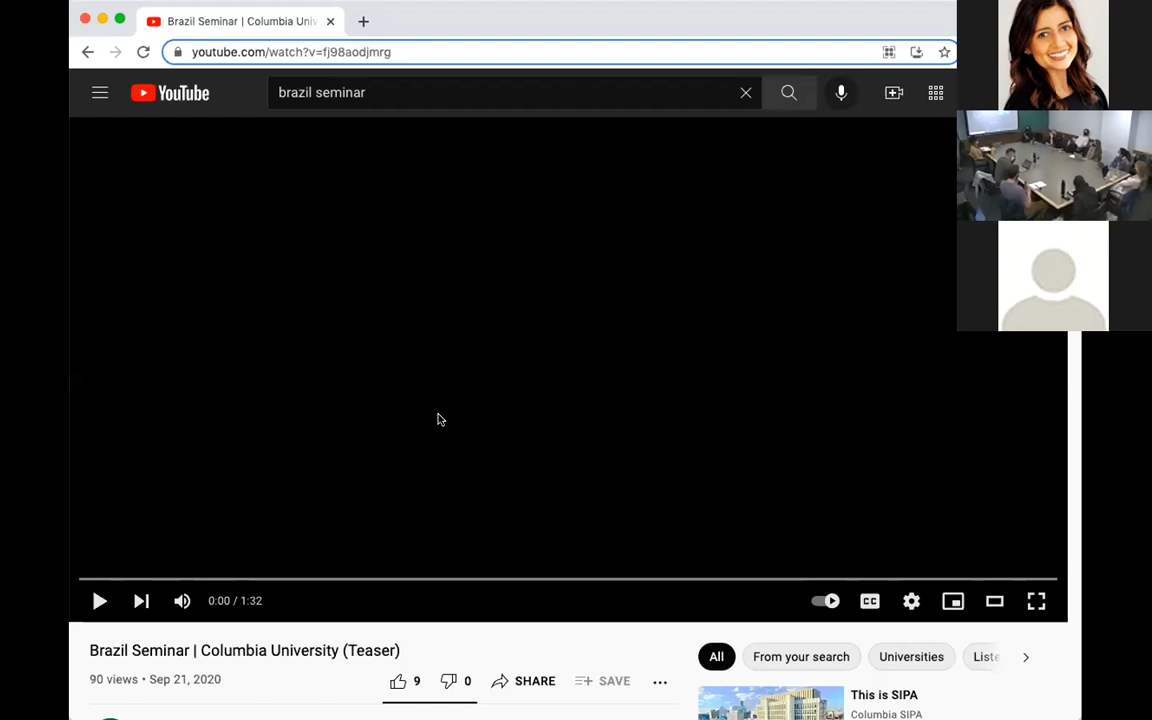 Brazil Seminar | Columbia Univ
youtube.com/watch?v=fj98aodjmrg
YouTube
brazil seminar
0:00 / 1:32
CC
Brazil Seminar | Columbia University (Teaser)
90 views • Sep 21, 2020
9
0
SHARE
SAVE
All
From your search
Universities
Liste
This is SIPA
Columbia SIPA